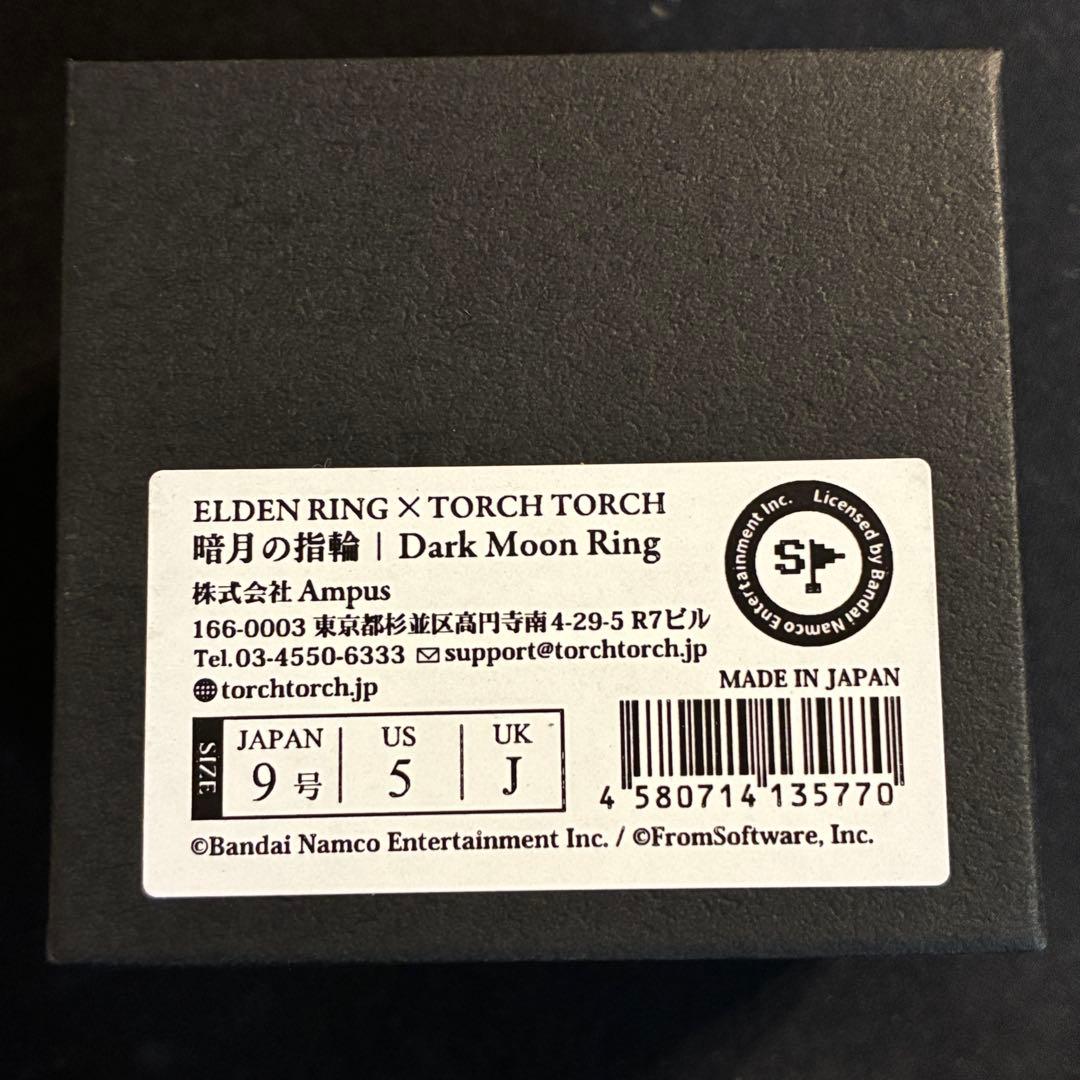 ELDEN RING × TORCH TORCH
暗月の指輪 | Dark Moon Ring
株式会社 Ampus
166-0003 東京都杉並区高円寺南4-29-5 R7ビル
Tel.03-4550-6333 support@torchtorch.jp
torchtorch.jp
Licensed by Bandai Namco Entertainment Inc.
SP
MADE IN JAPAN
SIZE
JAPAN US UK
9号 5 J
4 580714 135770
©Bandai Namco Entertainment Inc. / ©FromSoftware, Inc.